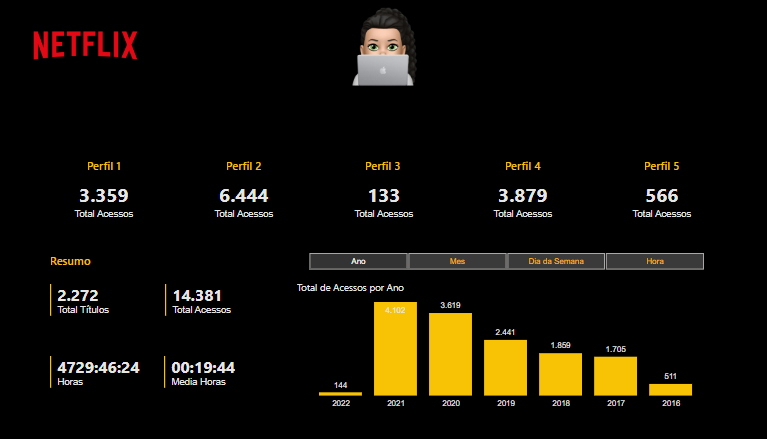 NETFLIX
Perfil 1 Perfil 2 Perfil 3 Perfil 4 Perfil 5
3.359 6.444 133 3.879 566
Total Acessos Total Acessos Total Acessos Total Acessos Total Acessos
Resumo
2.272 14.381
Total Títulos Total Acessos
4729:46:24 00:19:44
Horas Media Horas
Ano Mes Dia da Semana Hora
Total de Acessos por Ano
144 4.102 3.619 2.441 1.859 1.705 511
2022 2021 2020 2019 2018 2017 2016